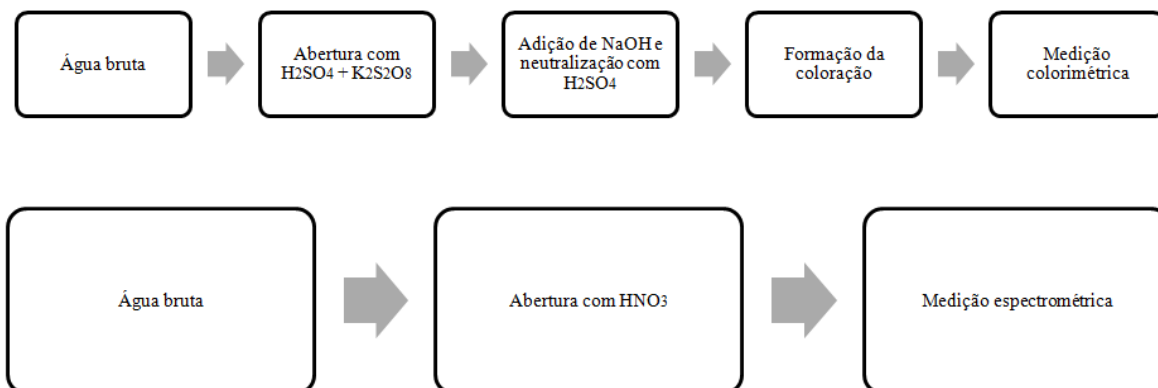 Água bruta
Abertura com
H2SO4 + K2S2O8
Adição de NaOH e
neutralização com
H2SO4
Formação da
coloração
Medição
colorimétrica
Água bruta
Abertura com HNO3
Medição espectrométrica